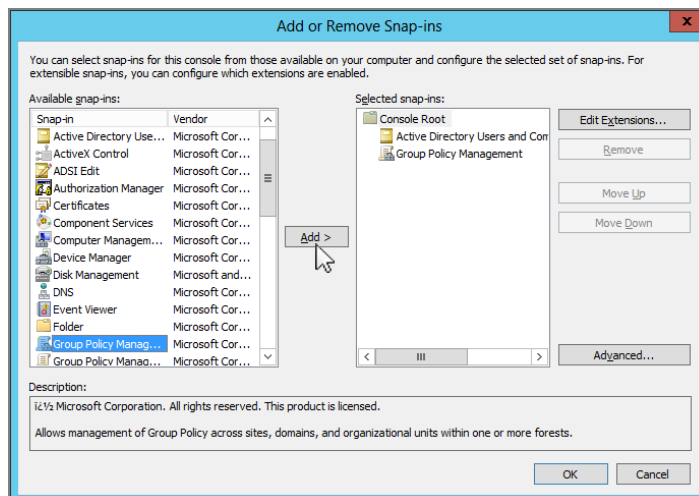 Add or Remove Snap-ins
x
You can select snap-ins for this console from those available on your computer and configure the selected set of snap-ins. For
extensible snap-ins, you can configure which extensions are enabled.
Available snap-ins:
Snap-in Vendor
Active Directory Use... Microsoft Cor...
ActiveX Control Microsoft Cor...
ADSI Edit Microsoft Cor...
Authorization Manager Microsoft Cor...
Certificates Microsoft Cor...
Component Services Microsoft Cor...
Computer Managem... Microsoft Cor...
Device Manager Microsoft Cor...
Disk Management Microsoft and...
DNS Microsoft Cor...
Event Viewer Microsoft Cor...
Folder Microsoft Cor...
Group Policy Manag... Microsoft Cor...
Group Policy Manag... Microsoft Cor...
Add >
Selected snap-ins:
Console Root
Active Directory Users and Com
Group Policy Management
Edit Extensions...
Remove
Move Up
Move Down
Advanced...
Description:
ï¿½ Microsoft Corporation. All rights reserved. This product is licensed.
Allows management of Group Policy across sites, domains, and organizational units within one or more forests.
OK Cancel